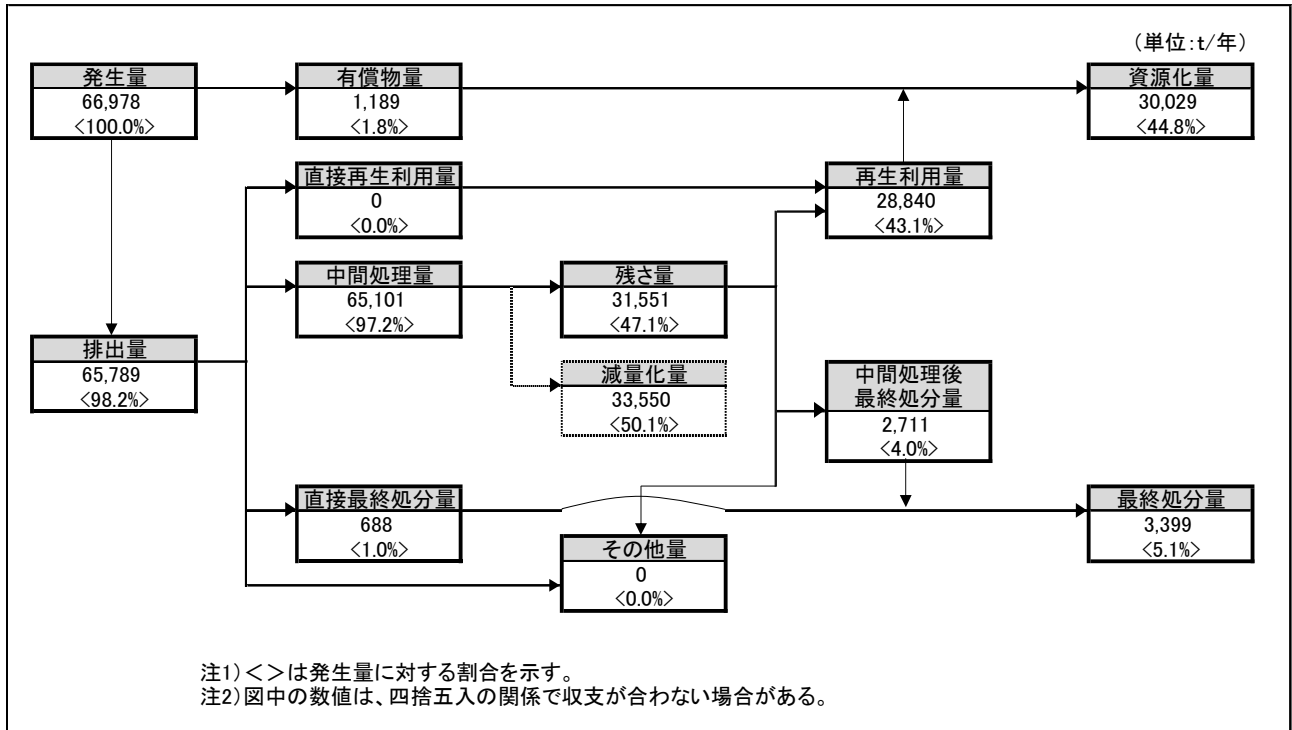 （単位：t/年）
発生量
66,978
<100.0%>
有償物量
1,189
<1.8%>
資源化量
30,029
<44.8%>
直接再生利用量
0
<0.0%>
再生利用量
28,840
<43.1%>
中間処理量
65,101
<97.2%>
残さ量
31,551
<47.1%>
排出量
65,789
<98.2%>
減量化量
33,550
<50.1%>
中間処理後
最終処分量
2,711
<4.0%>
直接最終処分量
688
<1.0%>
最終処分量
3,399
<5.1%>
その他量
0
<0.0%>
注1)＜＞は発生量に対する割合を示す。
注2)図中の数値は、四捨五入の関係で収支が合わない場合がある。